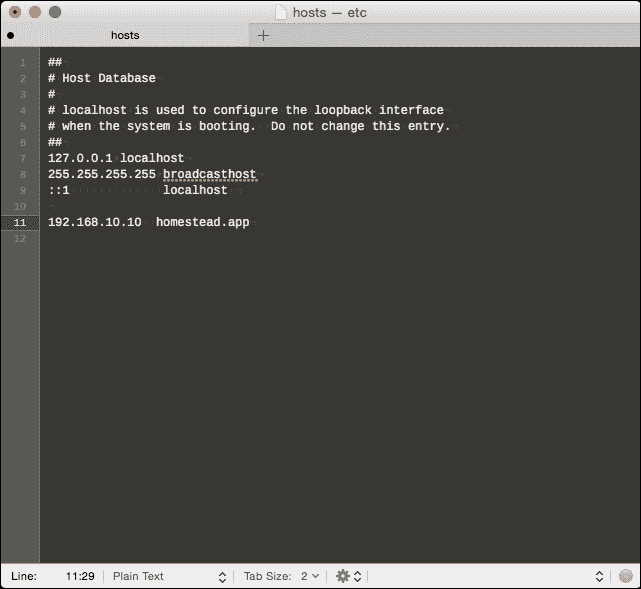 hosts — etc
hosts
1 ##
2 # Host Database
3 #
4 # localhost is used to configure the loopback interface
5 # when the system is booting.  Do not change this entry.
6 ##
7 127.0.0.1 localhost
8 255.255.255.255 broadcasthost
9 ::1             localhost
10
11 192.168.10.10  homestead.app
12
Line: 11:29 Plain Text Tab Size: 2